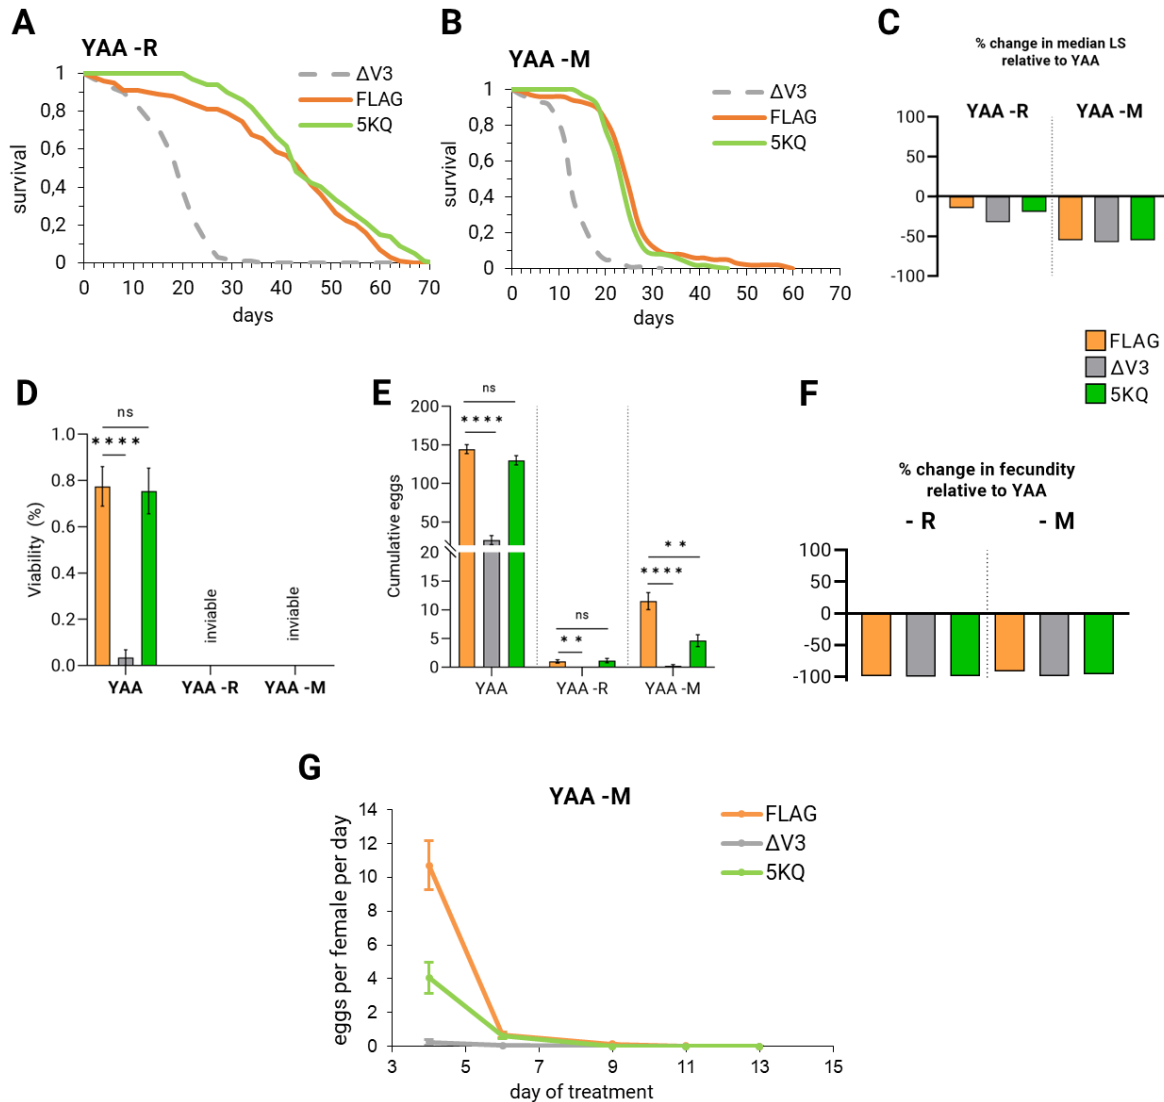 A
YAA -R
1
0,8
0,6
0,4
0,2
0
survival
0 10 20 30 40 50 60 70
days
ΔV3
FLAG
5KQ
B
YAA -M
1
0,8
0,6
0,4
0,2
0
survival
0 10 20 30 40 50 60 70
days
ΔV3
FLAG
5KQ
C
% change in median LS
relative to YAA
YAA -R YAA -M
100
50
0
-50
-100
FLAG
ΔV3
5KQ
D
ns
****
1.0
0.8
0.6
0.4
0.2
0.0
Viability (%)
inviable
inviable
YAA YAA -R YAA -M
E
ns
****
200
150
100
50
20
15
10
5
0
Cumulative eggs
ns
**
**
****
YAA YAA -R YAA -M
F
% change in fecundity
relative to YAA
- R - M
100
50
0
-50
-100
G
YAA -M
14
12
10
8
6
4
2
0
eggs per female per day
3 5 7 9 11 13 15
day of treatment
FLAG
ΔV3
5KQ